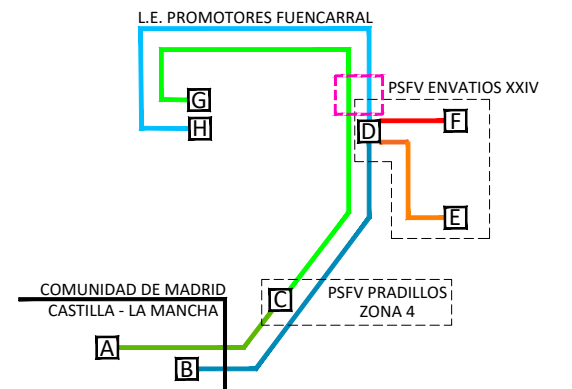 L.E. PROMOTORES FUENCARRAL
PSFV ENVATIOS XXIV
G
H
D
F
E
COMUNIDAD DE MADRID
CASTILLA - LA MANCHA
C
PSFV PRADILLOS
ZONA 4
A
B